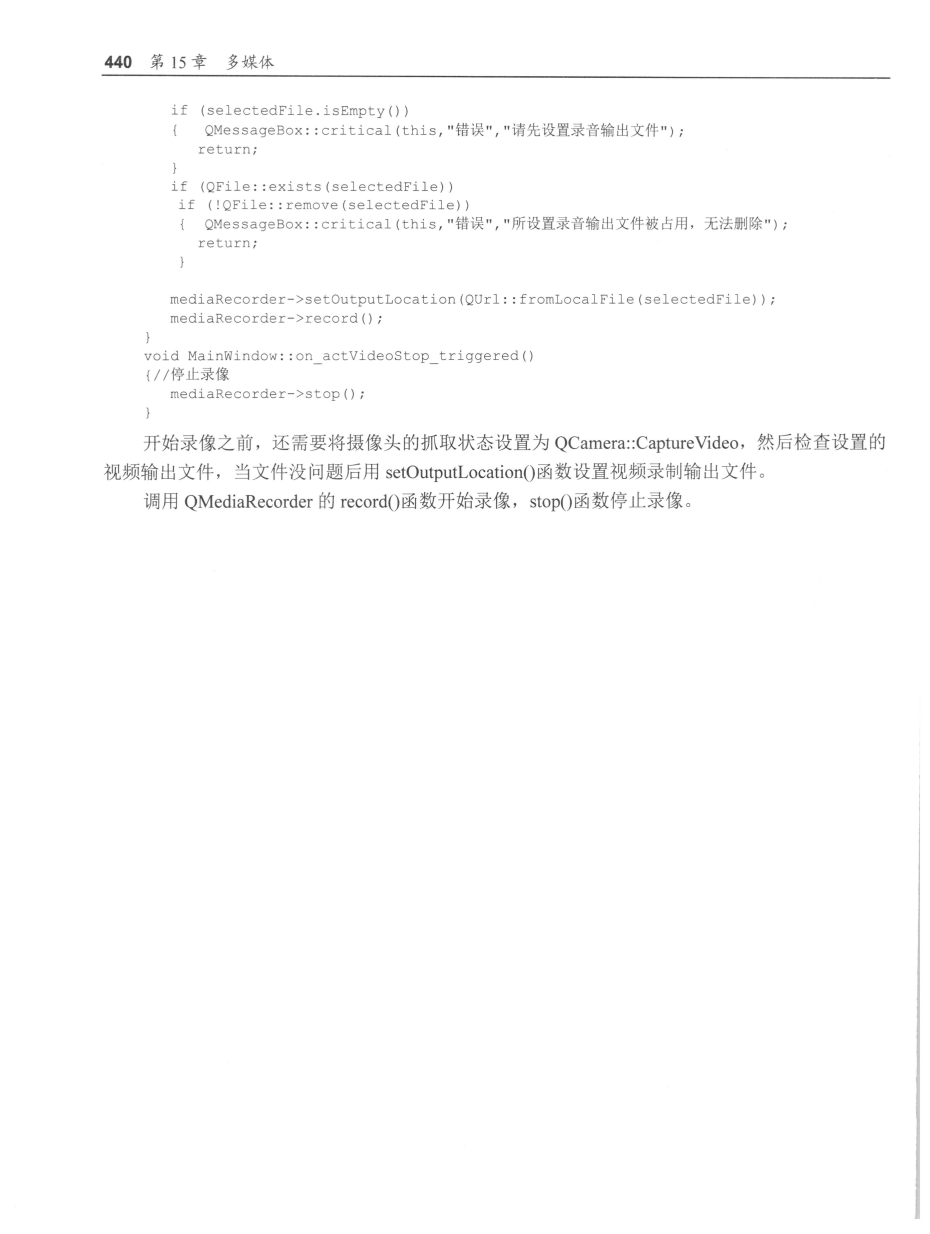 440 第 15 章 多媒体
if (selectedFile.isEmpty())
{ QMessageBox::critical(this,"错误","请先设置录音输出文件");
return;
}
if (QFile::exists(selectedFile))
if (!QFile::remove(selectedFile))
{ QMessageBox::critical(this,"错误","所设置录音输出文件被占用，无法删除");
return;
}
mediaRecorder->setOutputLocation(QUrl::fromLocalFile(selectedFile));
mediaRecorder->record();
}
void MainWindow::on_actVideoStop_triggered()
{//停止录像
mediaRecorder->stop();
}
开始录像之前，还需要将摄像头的抓取状态设置为 QCamera::CaptureVideo，然后检查设置的
视频输出文件，当文件没问题后用 setOutputLocation()函数设置视频录制输出文件。
调用 QMediaRecorder 的 record()函数开始录像，stop()函数停止录像。